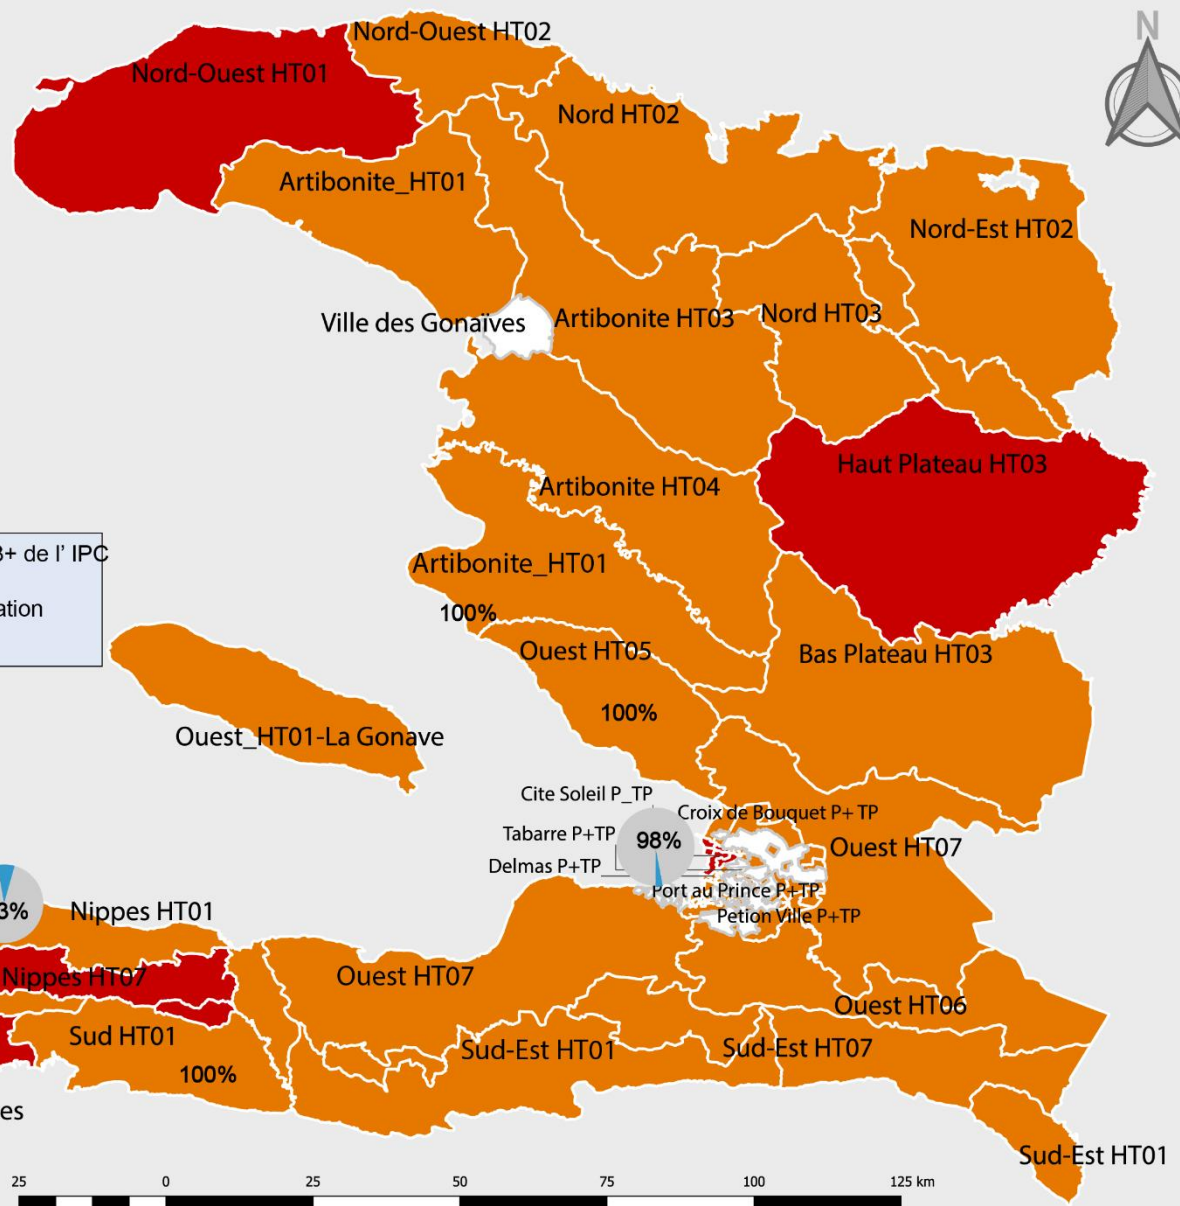 N
Nord-Ouest HT02
Nord-Ouest HT01
Nord HT02
Artibonite_HT01
Nord-Est HT02
Ville des Gonaïves
Artibonite HT03
Nord HT03
Haut Plateau HT03
Artibonite HT04
3+ de l' IPC
ation
Artibonite_HT01
100%
Ouest HT05
Bas Plateau HT03
100%
Ouest_HT01-La Gonave
Cite Soleil P_TP
Croix de Bouquet P+ TP
Tabarre P+TP
98%
Ouest HT07
Delmas P+TP
Port au Prince P+TP
Petion Ville P+TP
3%
Nippes HT01
Nippes HT07
Ouest HT07
Ouest HT06
Sud HT01
Sud-Est HT01
Sud-Est HT07
100%
es
Sud-Est HT01
25 0 25 50 75 100 125 km